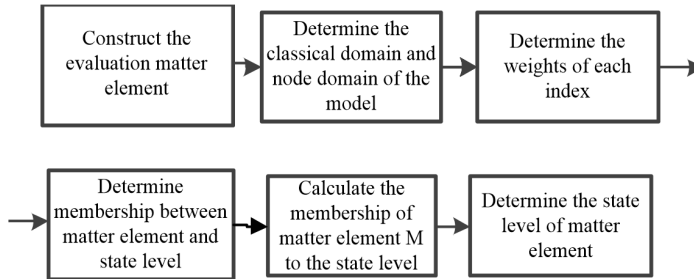 Construct the
evaluation matter
element
Determine the
classical domain and
node domain of the
model
Determine the
weights of each
index
Determine
membership between
matter element and
state level
Calculate the
membership of
matter element M
to the state level
Determine the state
level of matter
element